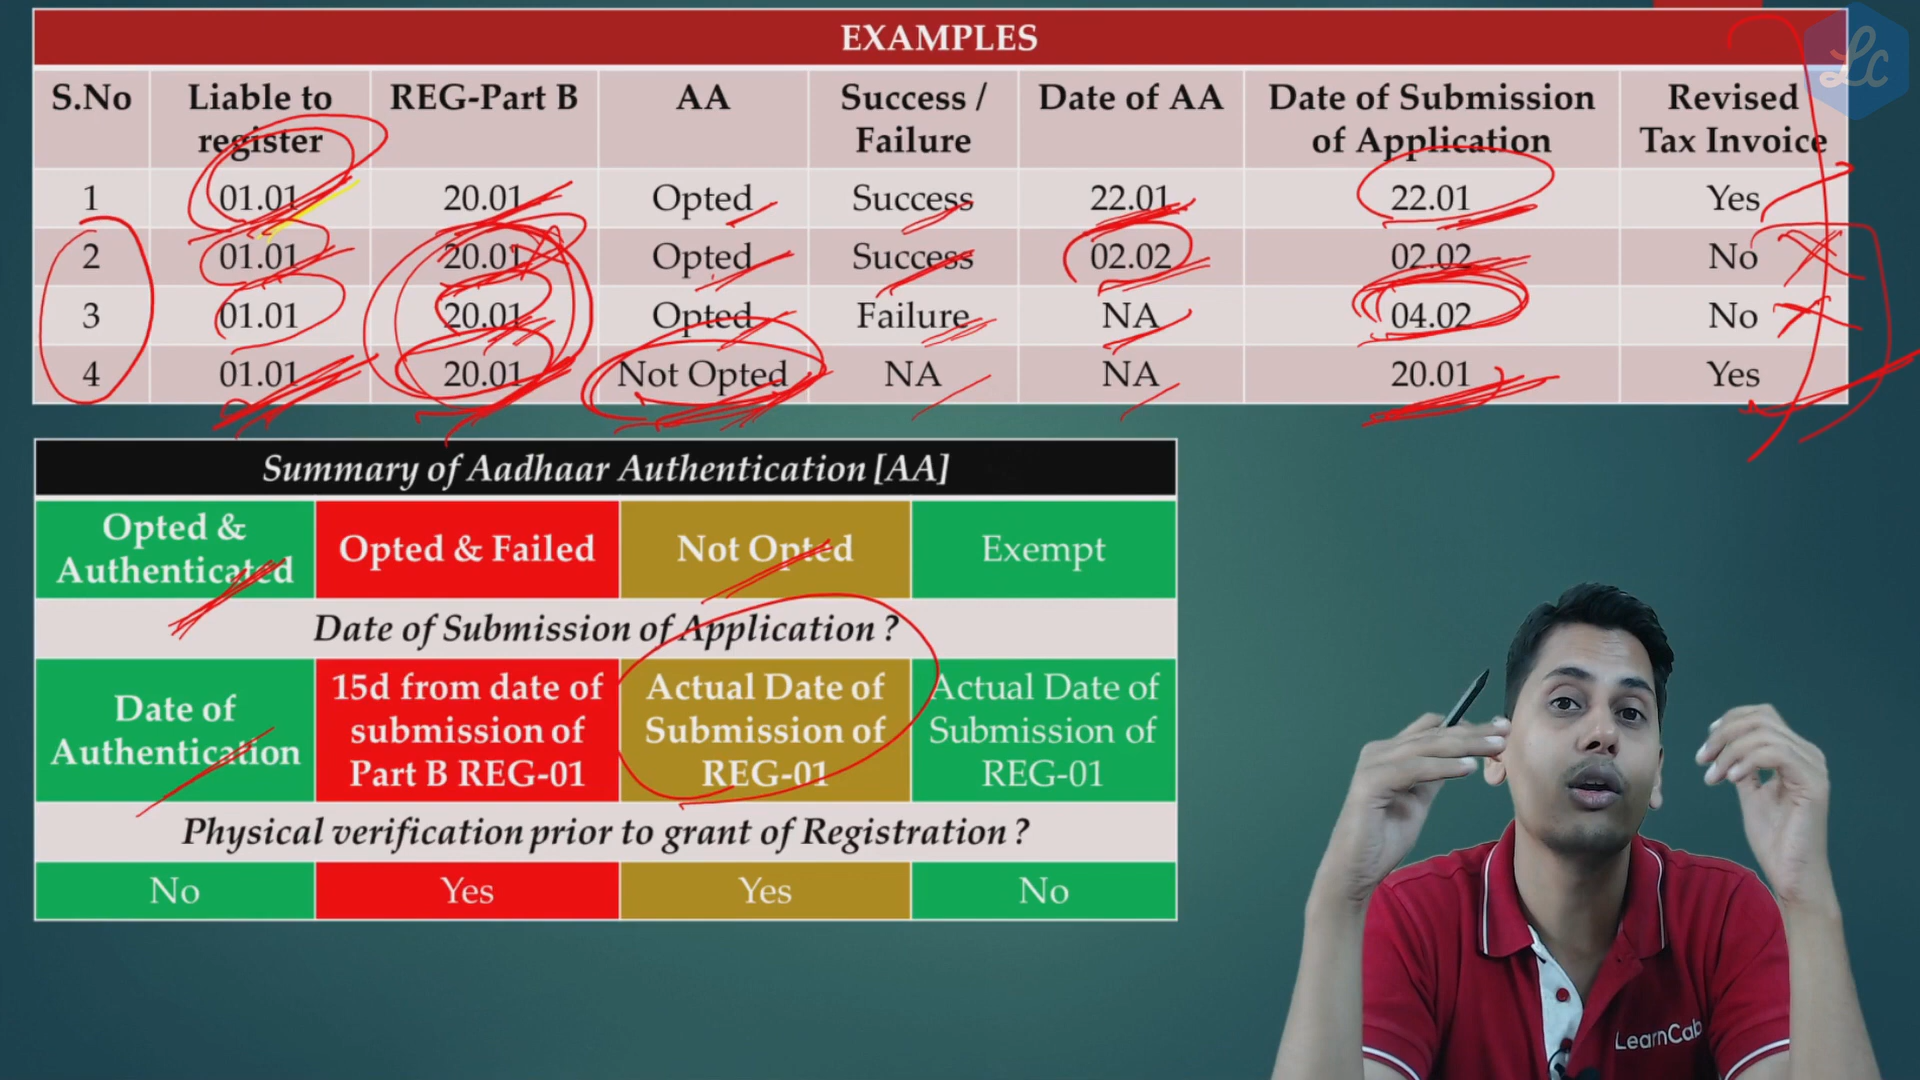 EXAMPLES
S.No Liable to register REG-Part B AA Success / Failure Date of AA Date of Submission of Application Revised Tax Invoice
1 01.01 20.01 Opted Success 22.01 22.01 Yes
2 01.01 20.01 Opted Success 02.02 02.02 No
3 01.01 20.01 Opted Failure NA 04.02 No
4 01.01 20.01 Not Opted NA NA 20.01 Yes
Summary of Aadhaar Authentication [AA]
Opted & Authenticated Opted & Failed Not Opted Exempt
Date of Submission of Application ?
Date of Authentication 15d from date of submission of Part B REG-01 Actual Date of Submission of REG-01 Actual Date of Submission of REG-01
Physical verification prior to grant of Registration ?
No Yes Yes No
Lc
LearnCab